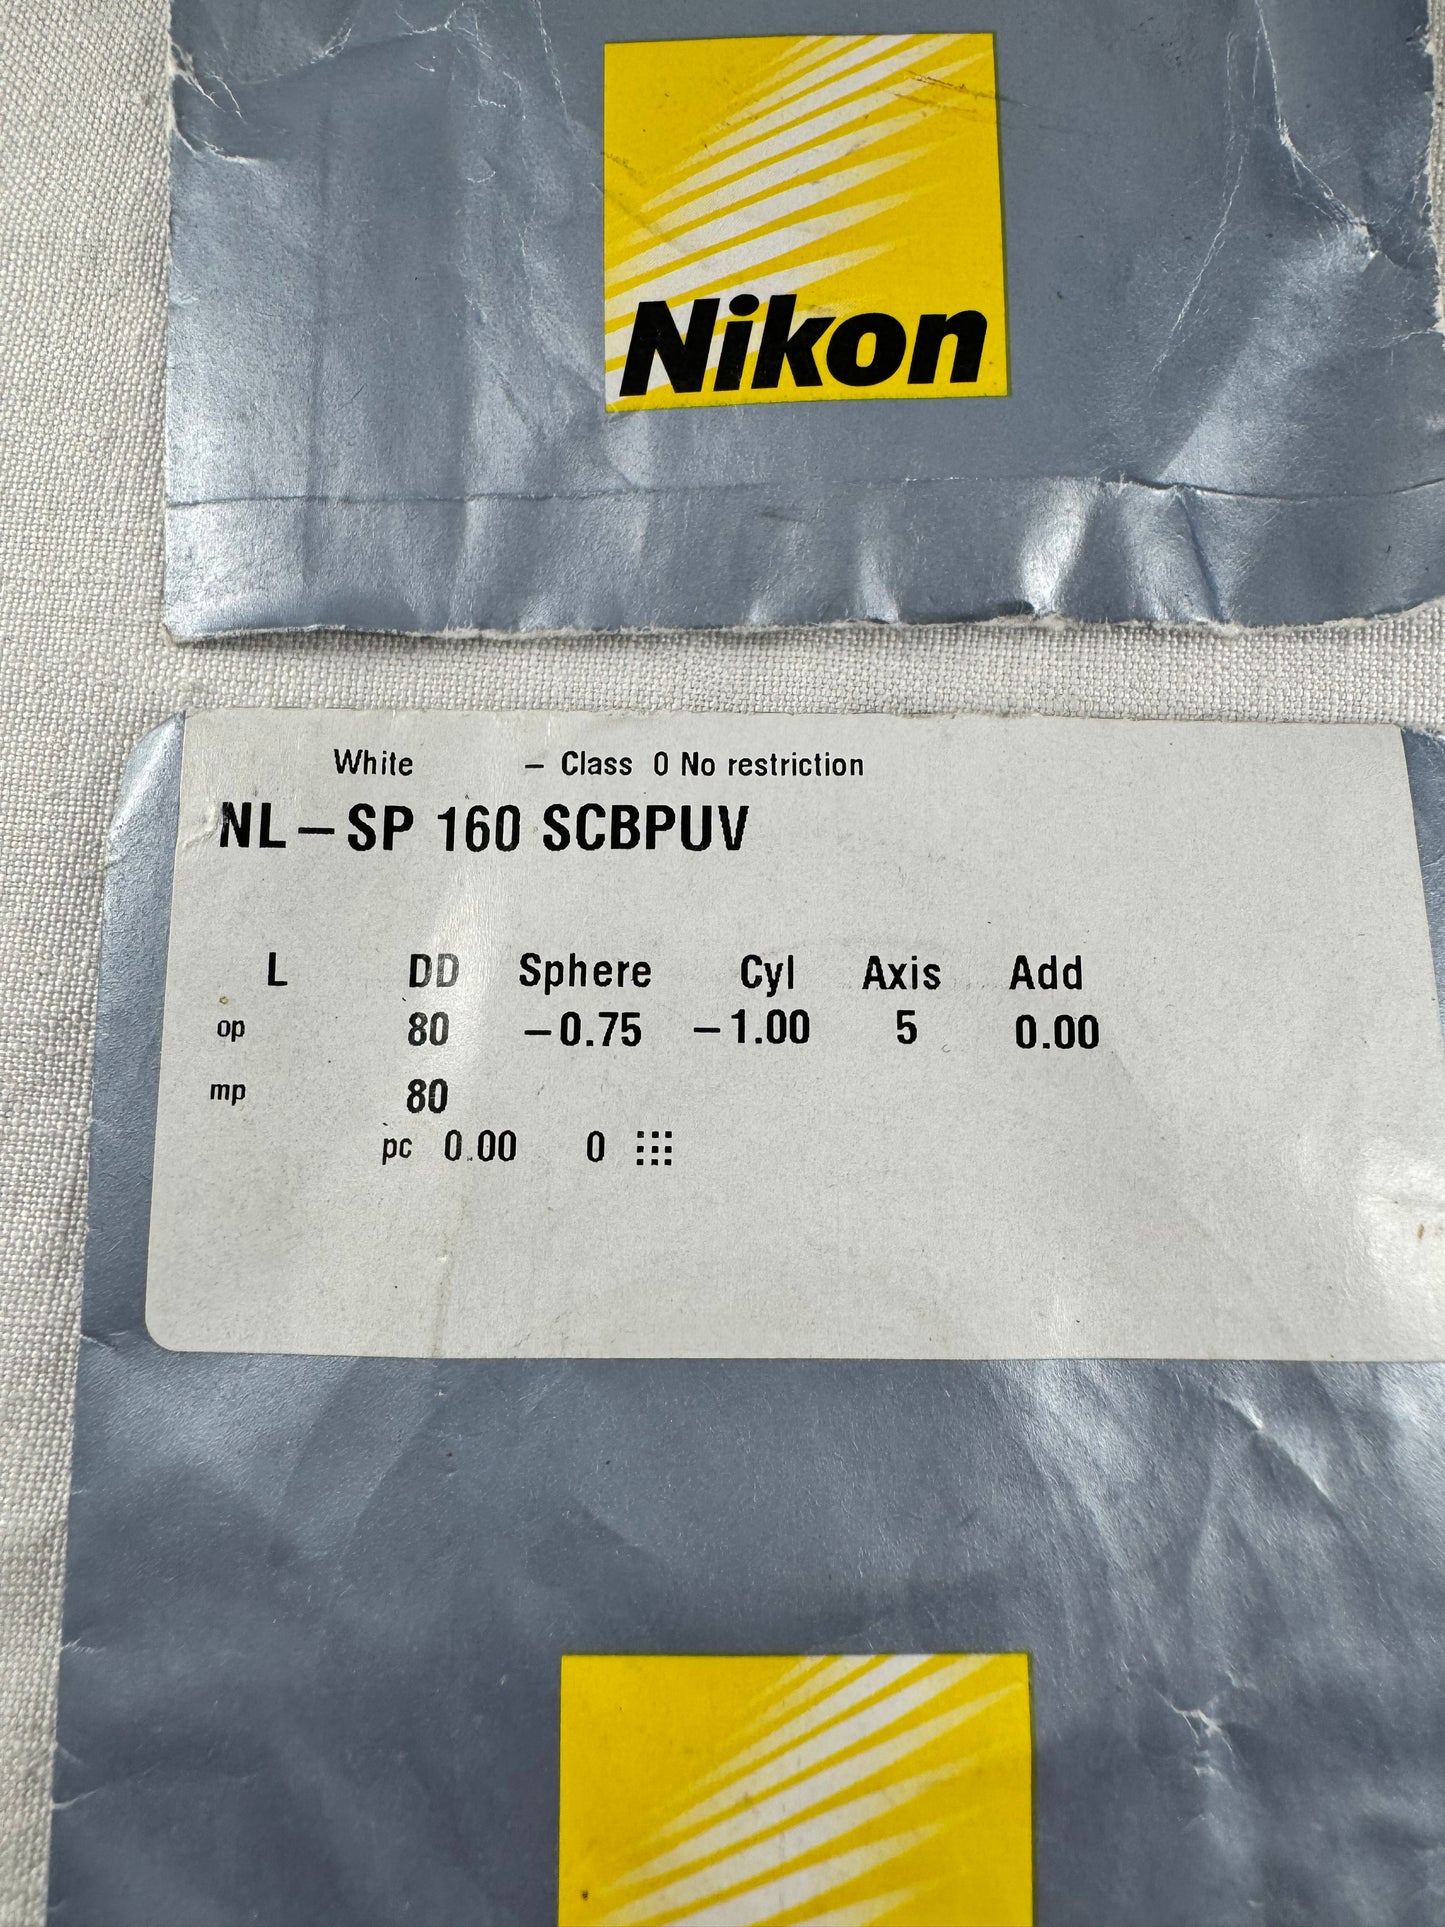 Nikon
White – Class 0 No restriction
NL–SP 160 SCBPUV
L DD Sphere Cyl Axis Add
op 80 –0.75 –1.00 5 0.00
mp 80
pc 0.00 0